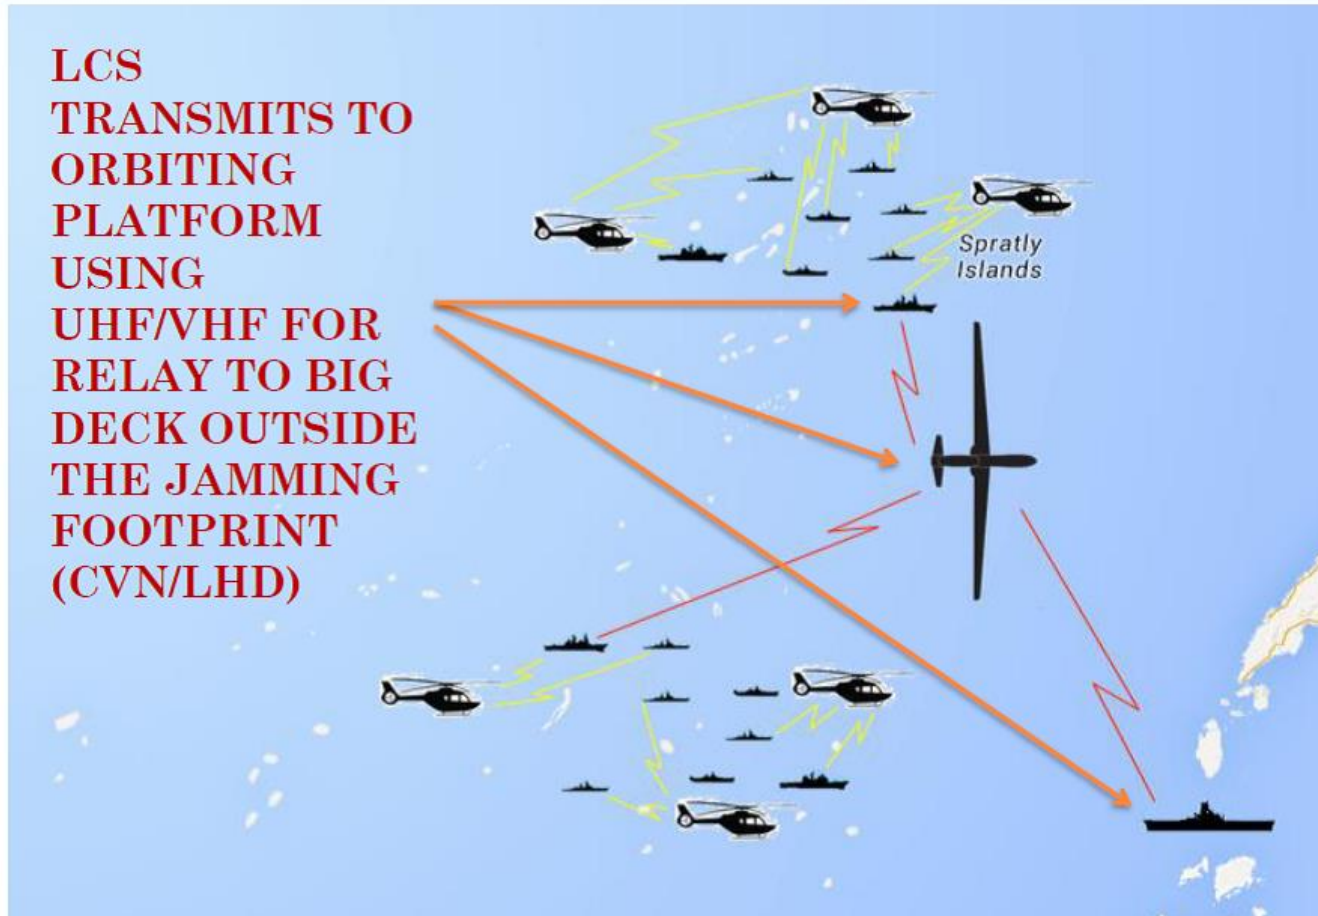 LCS
TRANSMITS TO
ORBITING
PLATFORM
USING
UHF/VHF FOR
RELAY TO BIG
DECK OUTSIDE
THE JAMMING
FOOTPRINT
(CVN/LHD)
Spratly
Islands